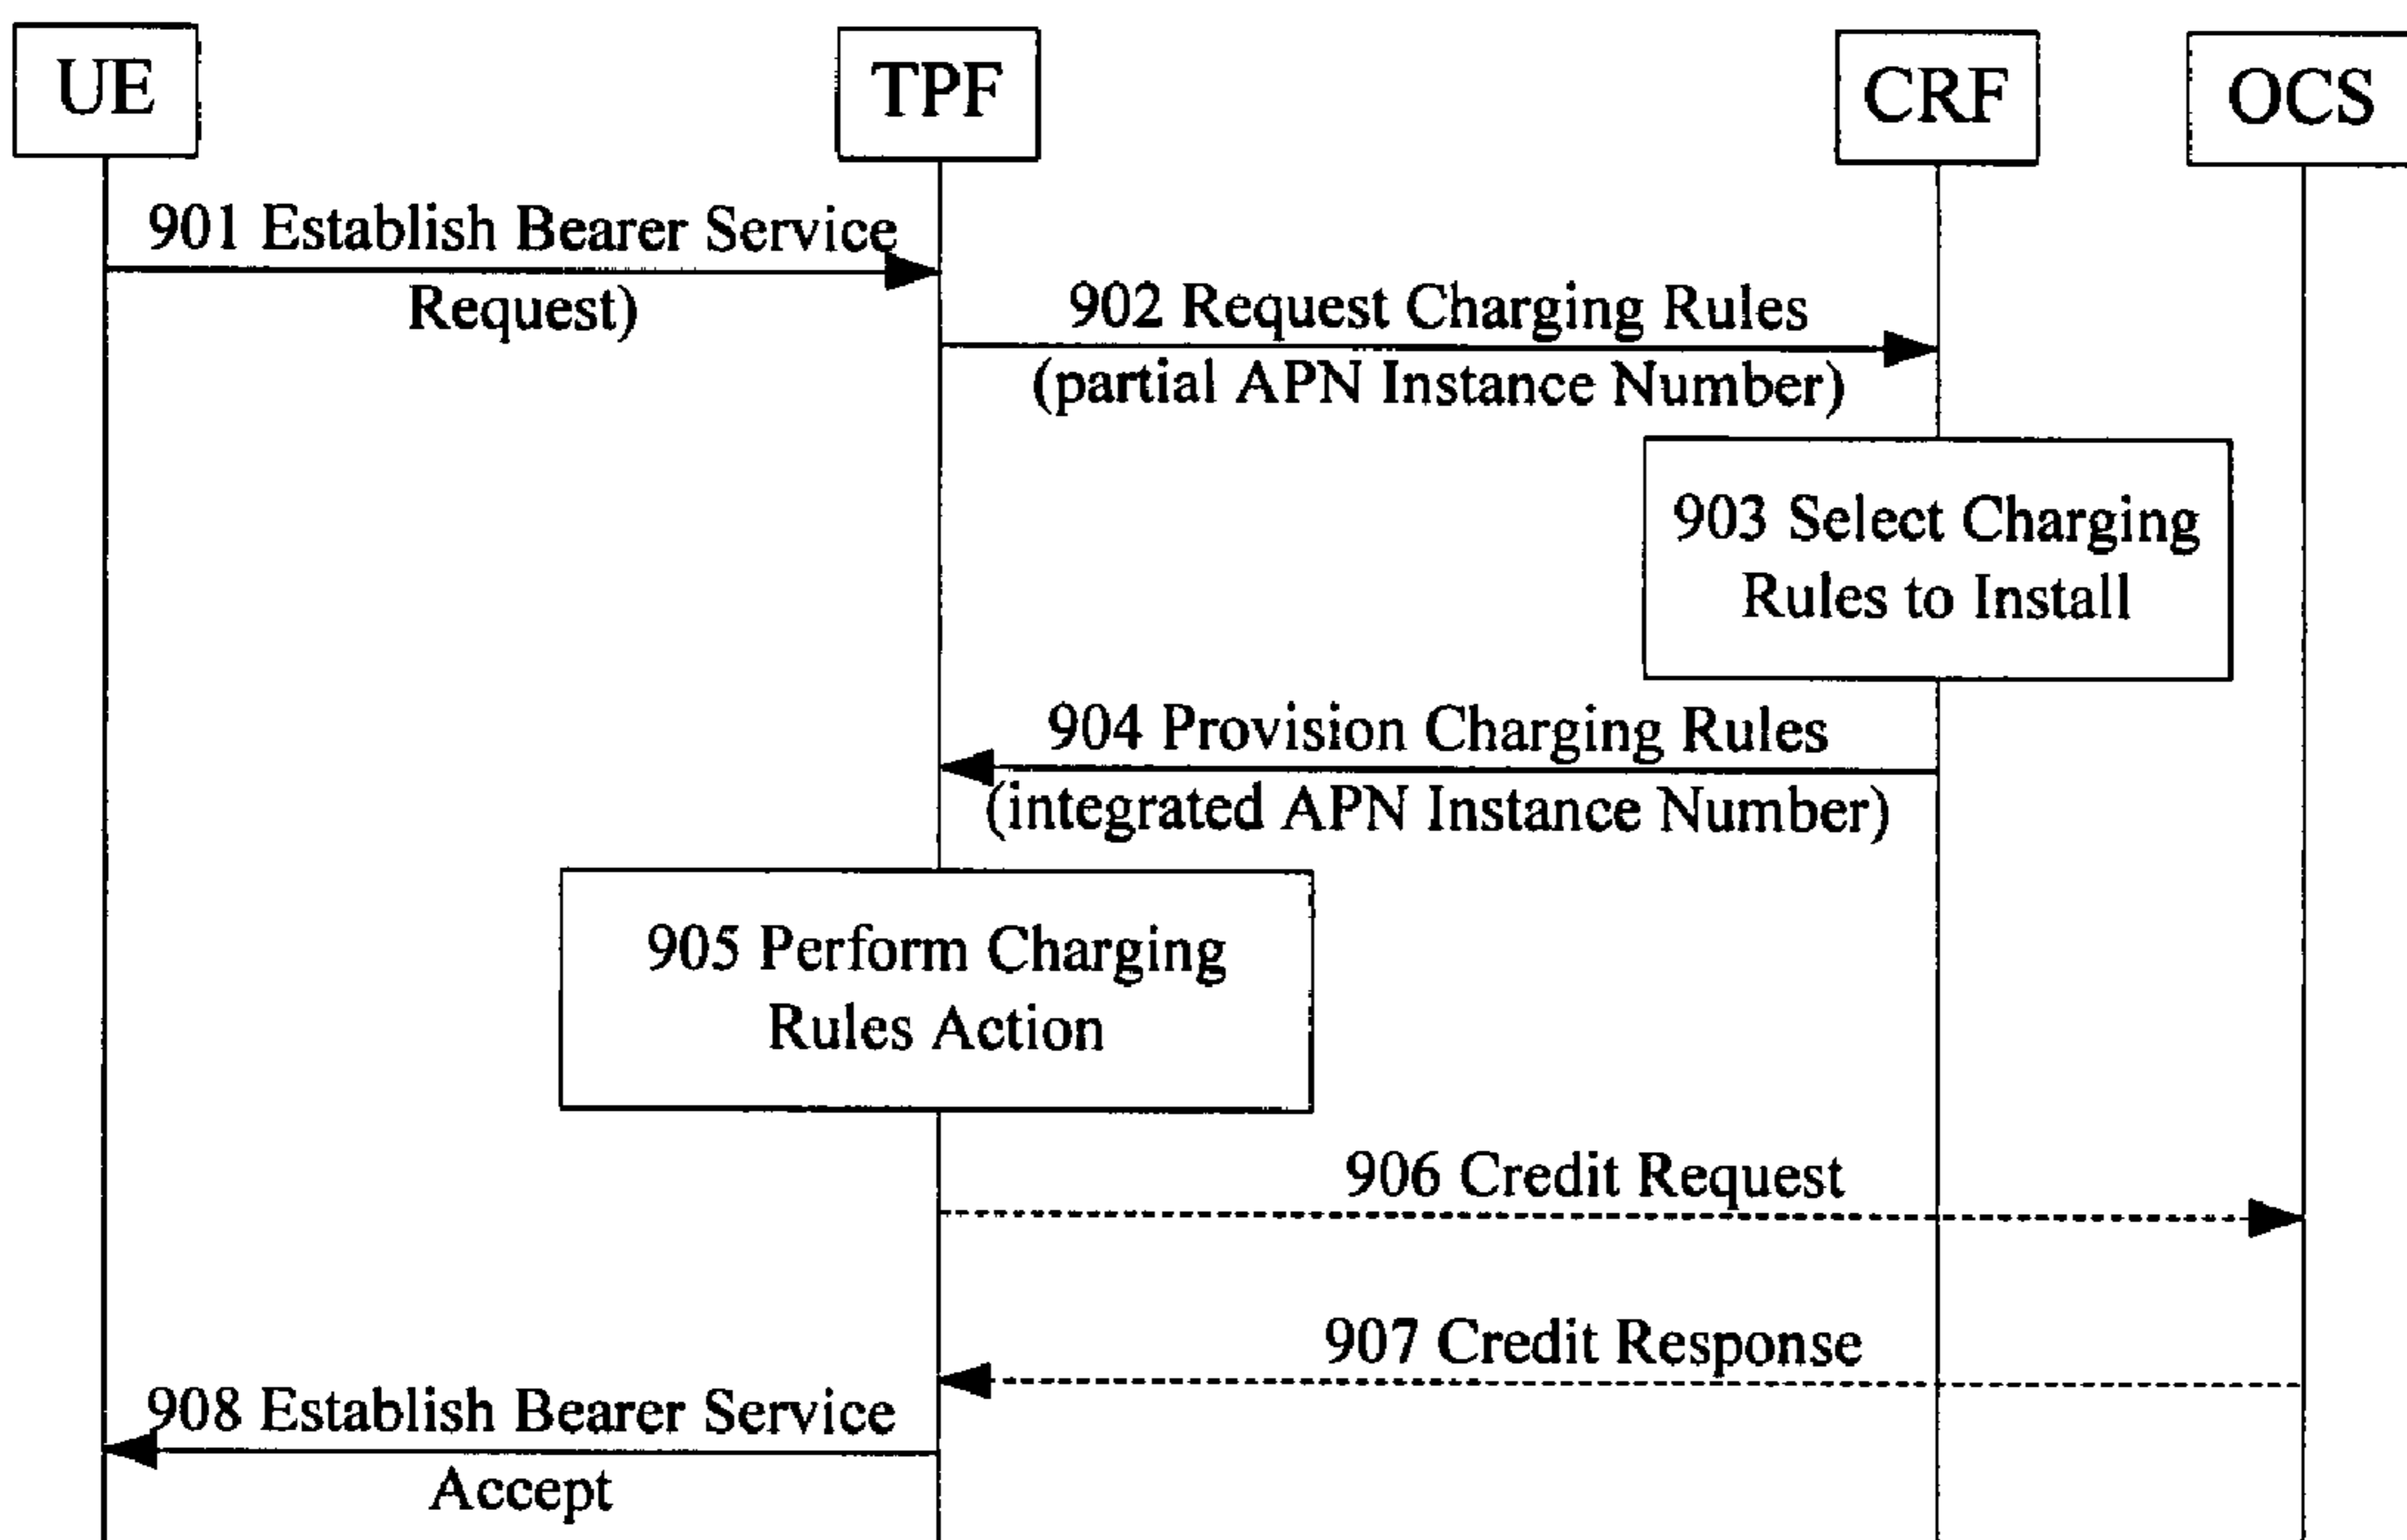 UE
TPF
CRF
OCS
901 Establish Bearer Service
Request)
902 Request Charging Rules
(partial APN Instance Number)
903 Select Charging
Rules to Install
904 Provision Charging Rules
(integrated APN Instance Number)
905 Perform Charging
Rules Action
906 Credit Request
907 Credit Response
908 Establish Bearer Service
Accept